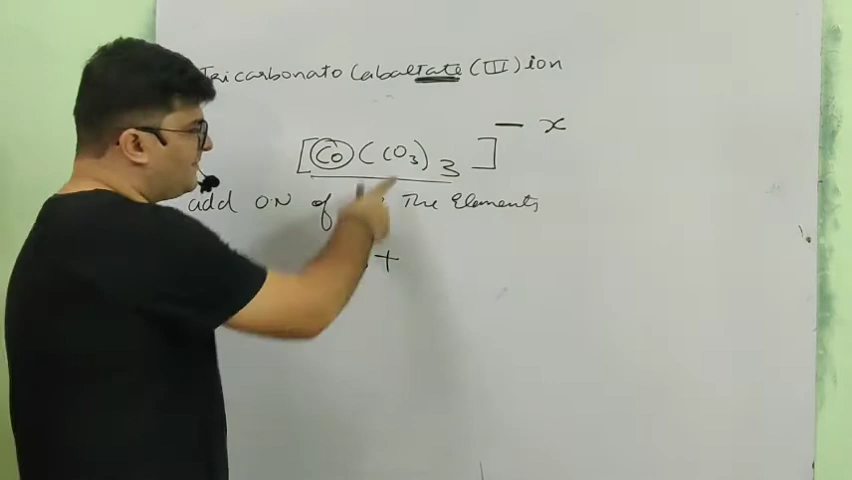 Tricarbonato Cobaltate (III) ion
[Co(CO3)3] - x
add O.N of The Elements
+